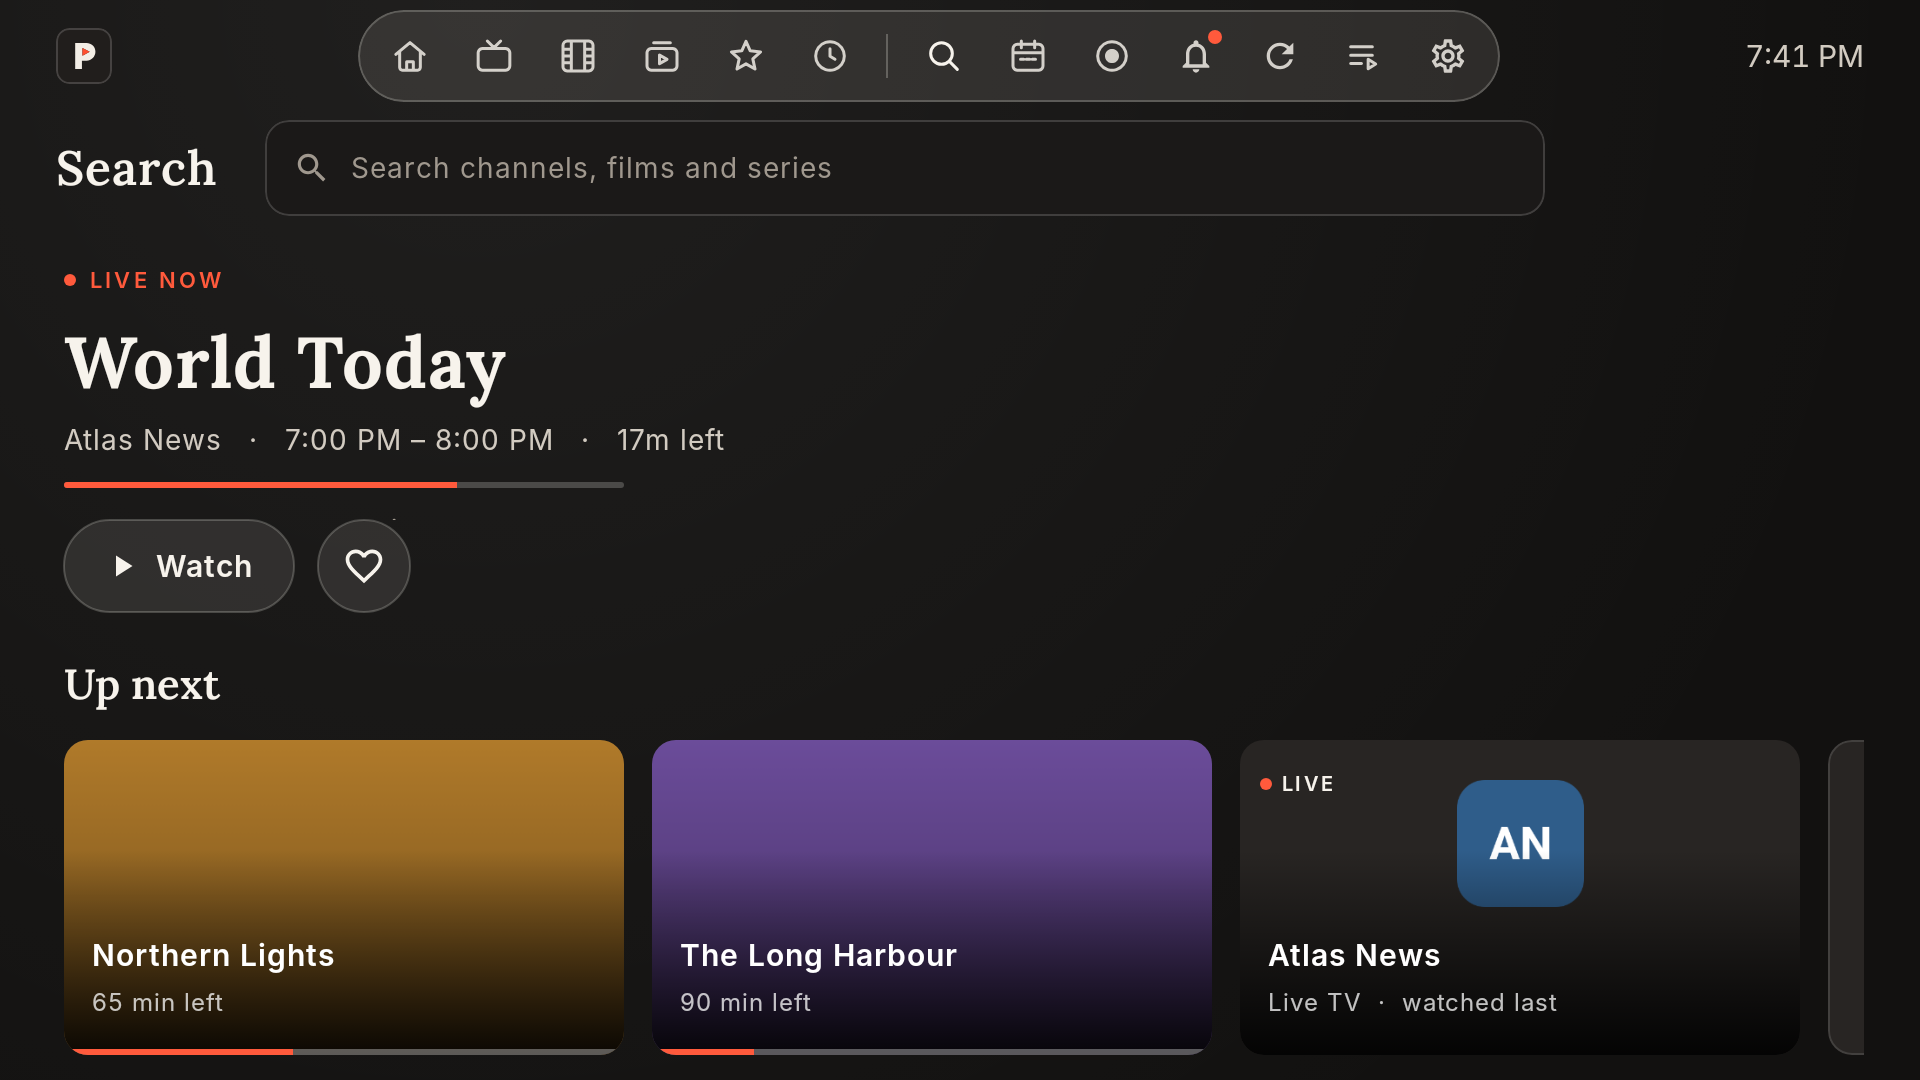 P
7:41 PM
Search
Search channels, films and series
LIVE NOW
World Today
Atlas News · 7:00 PM – 8:00 PM · 17m left
Watch
Up next
Northern Lights
65 min left
The Long Harbour
90 min left
LIVE
AN
Atlas News
Live TV · watched last